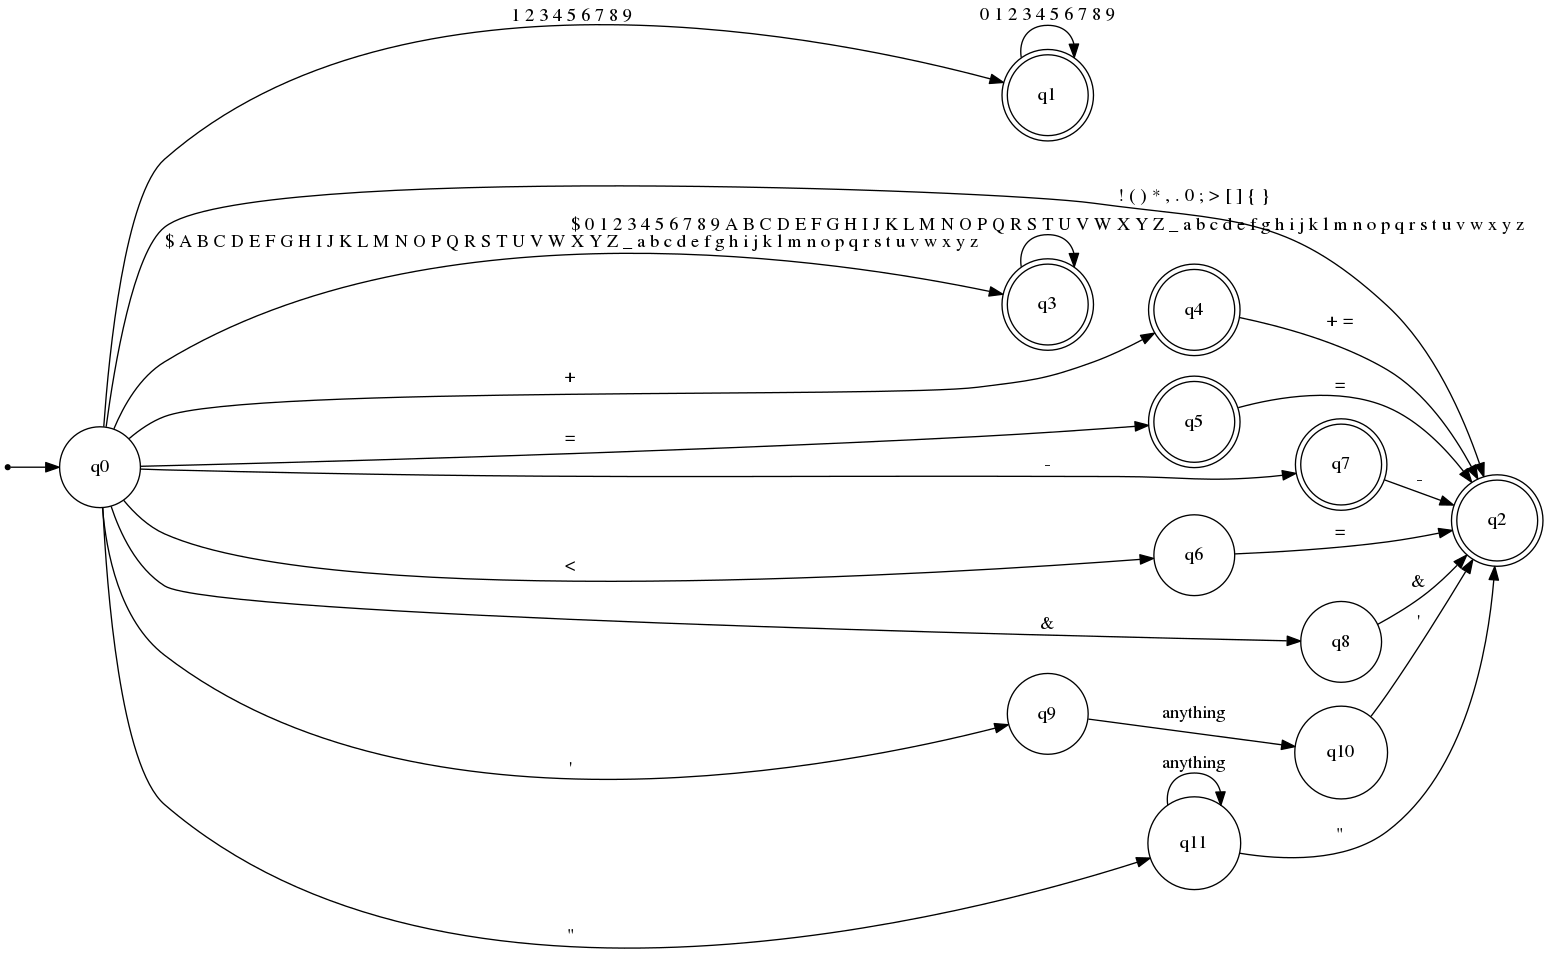 1 2 3 4 5 6 7 8 9
0 1 2 3 4 5 6 7 8 9
q1
! ( ) * , . 0 ; > [ ] { }
$ 0 1 2 3 4 5 6 7 8 9 A B C D E F G H I J K L M N O P Q R S T U V W X Y Z _ a b c d e f g h i j k l m n o p q r s t u v w x y z
$ A B C D E F G H I J K L M N O P Q R S T U V W X Y Z _ a b c d e f g h i j k l m n o p q r s t u v w x y z
q3
q4
+ =
+
=
q5
=
q0
-
q7
-
q2
<
q6
=
&
q8
&
'
q9
anything
q10
'
anything
q11
"
"